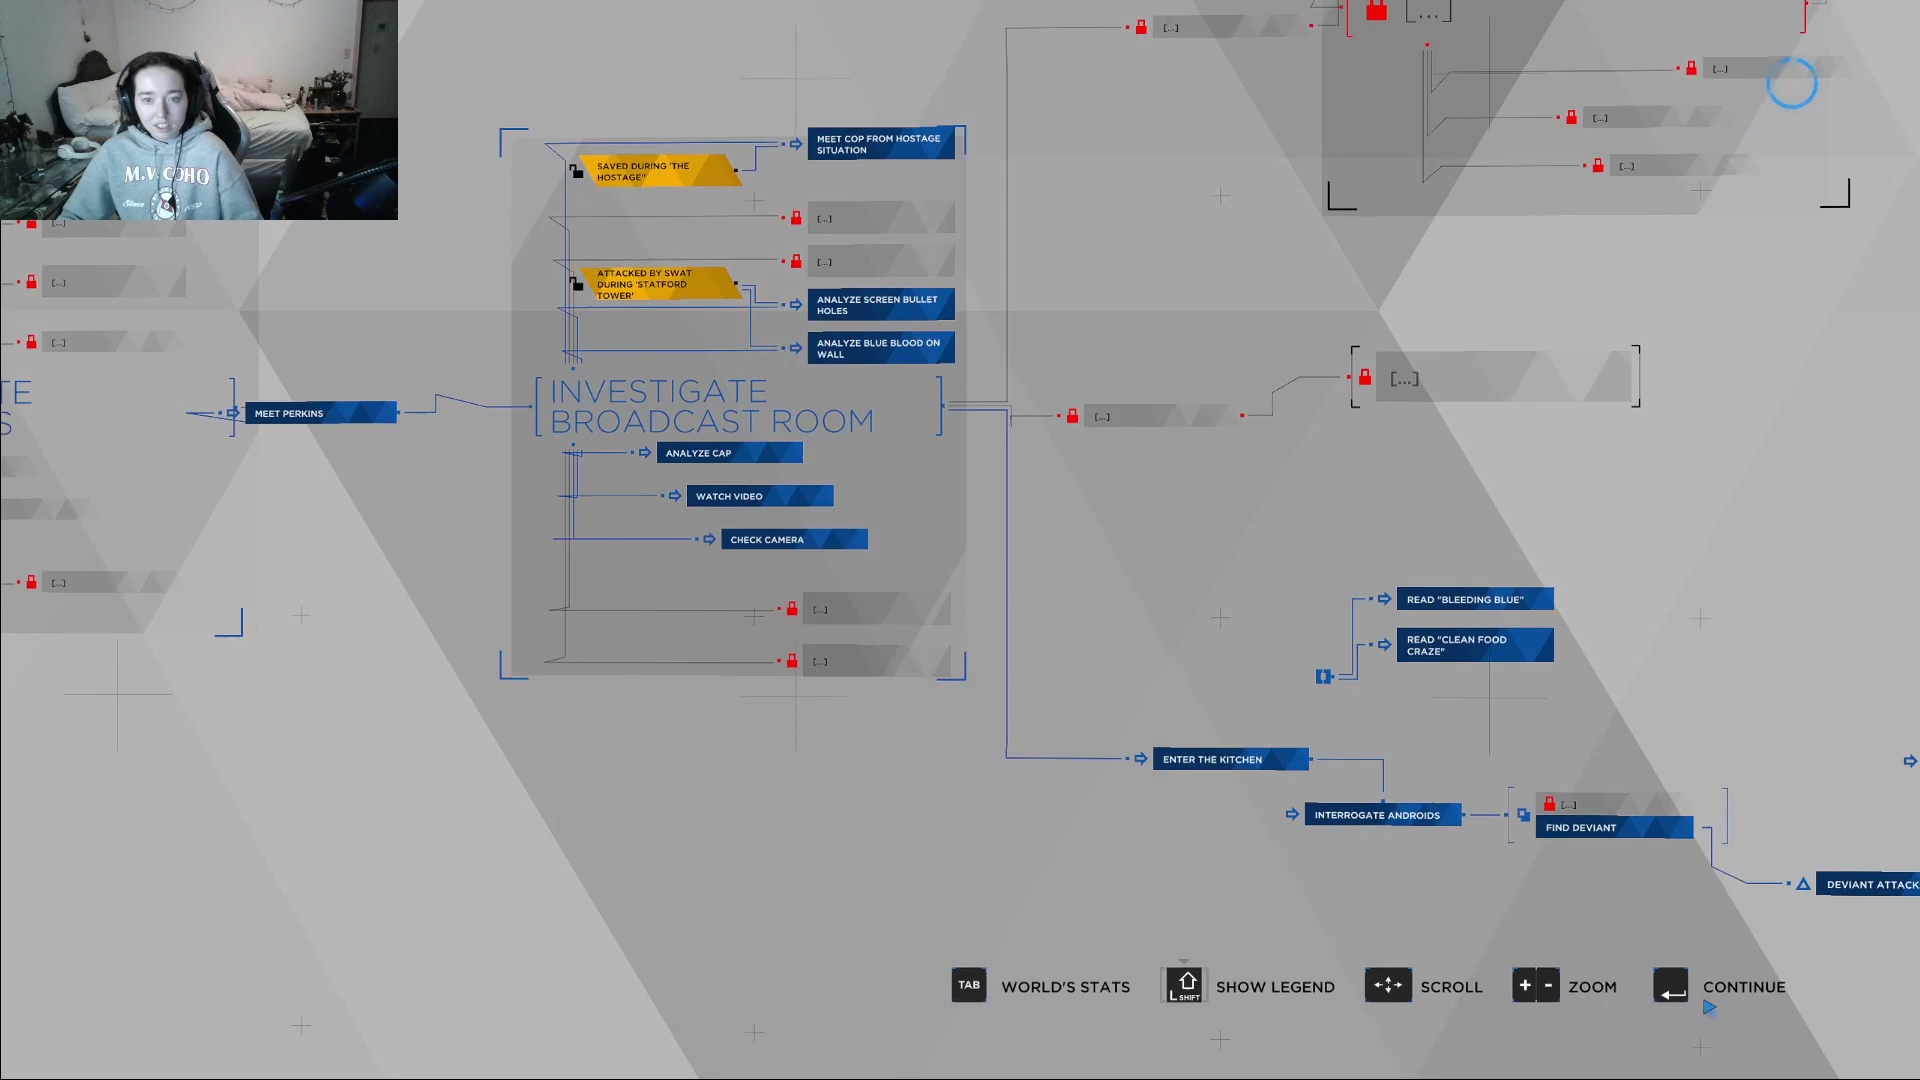 M.V. COHO
Since
MEET COP FROM HOSTAGE
SITUATION
SAVED DURING 'THE
HOSTAGE"
[...]
[...]
ATTACKED BY SWAT
DURING 'STATFORD
TOWER'
ANALYZE SCREEN BULLET
HOLES
ANALYZE BLUE BLOOD ON
WALL
[...]
[...]
[...]
[...]
[...]
[...]
[...]
[...]
TE
S
MEET PERKINS
INVESTIGATE
BROADCAST ROOM
ANALYZE CAP
WATCH VIDEO
CHECK CAMERA
[...]
[...]
[...]
[...]
[...]
READ "BLEEDING BLUE"
READ "CLEAN FOOD
CRAZE"
ENTER THE KITCHEN
INTERROGATE ANDROIDS
[...]
FIND DEVIANT
DEVIANT ATTACK
TAB WORLD'S STATS L SHIFT SHOW LEGEND SCROLL + - ZOOM CONTINUE